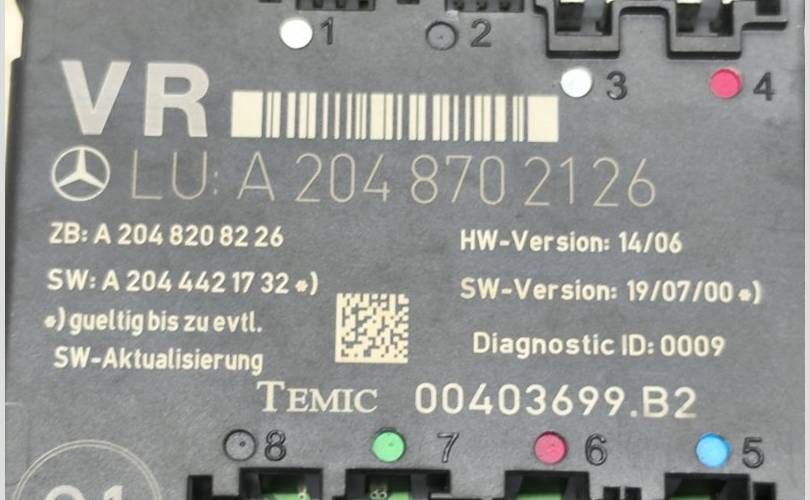 1 2
3 4
VR
LU: A 204 870 21 26
ZB: A 204 820 82 26
HW-Version: 14/06
SW: A 204 442 17 32 *)
SW-Version: 19/07/00 *)
*) gueltig bis zu evtl.
SW-Aktualisierung
Diagnostic ID: 0009
TEMIC 00403699.B2
8 7 6 5